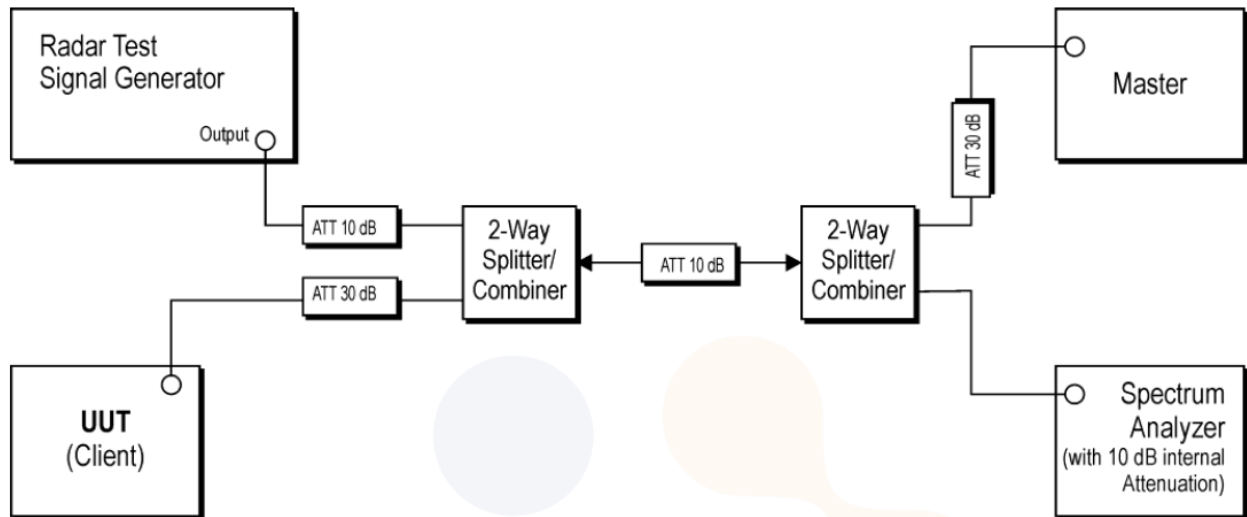 Radar Test
Signal Generator
Output
ATT 10 dB
ATT 30 dB
UUT
(Client)
2-Way
Splitter/
Combiner
ATT 10 dB
2-Way
Splitter/
Combiner
ATT 30 dB
Master
Spectrum
Analyzer
(with 10 dB internal
Attenuation)